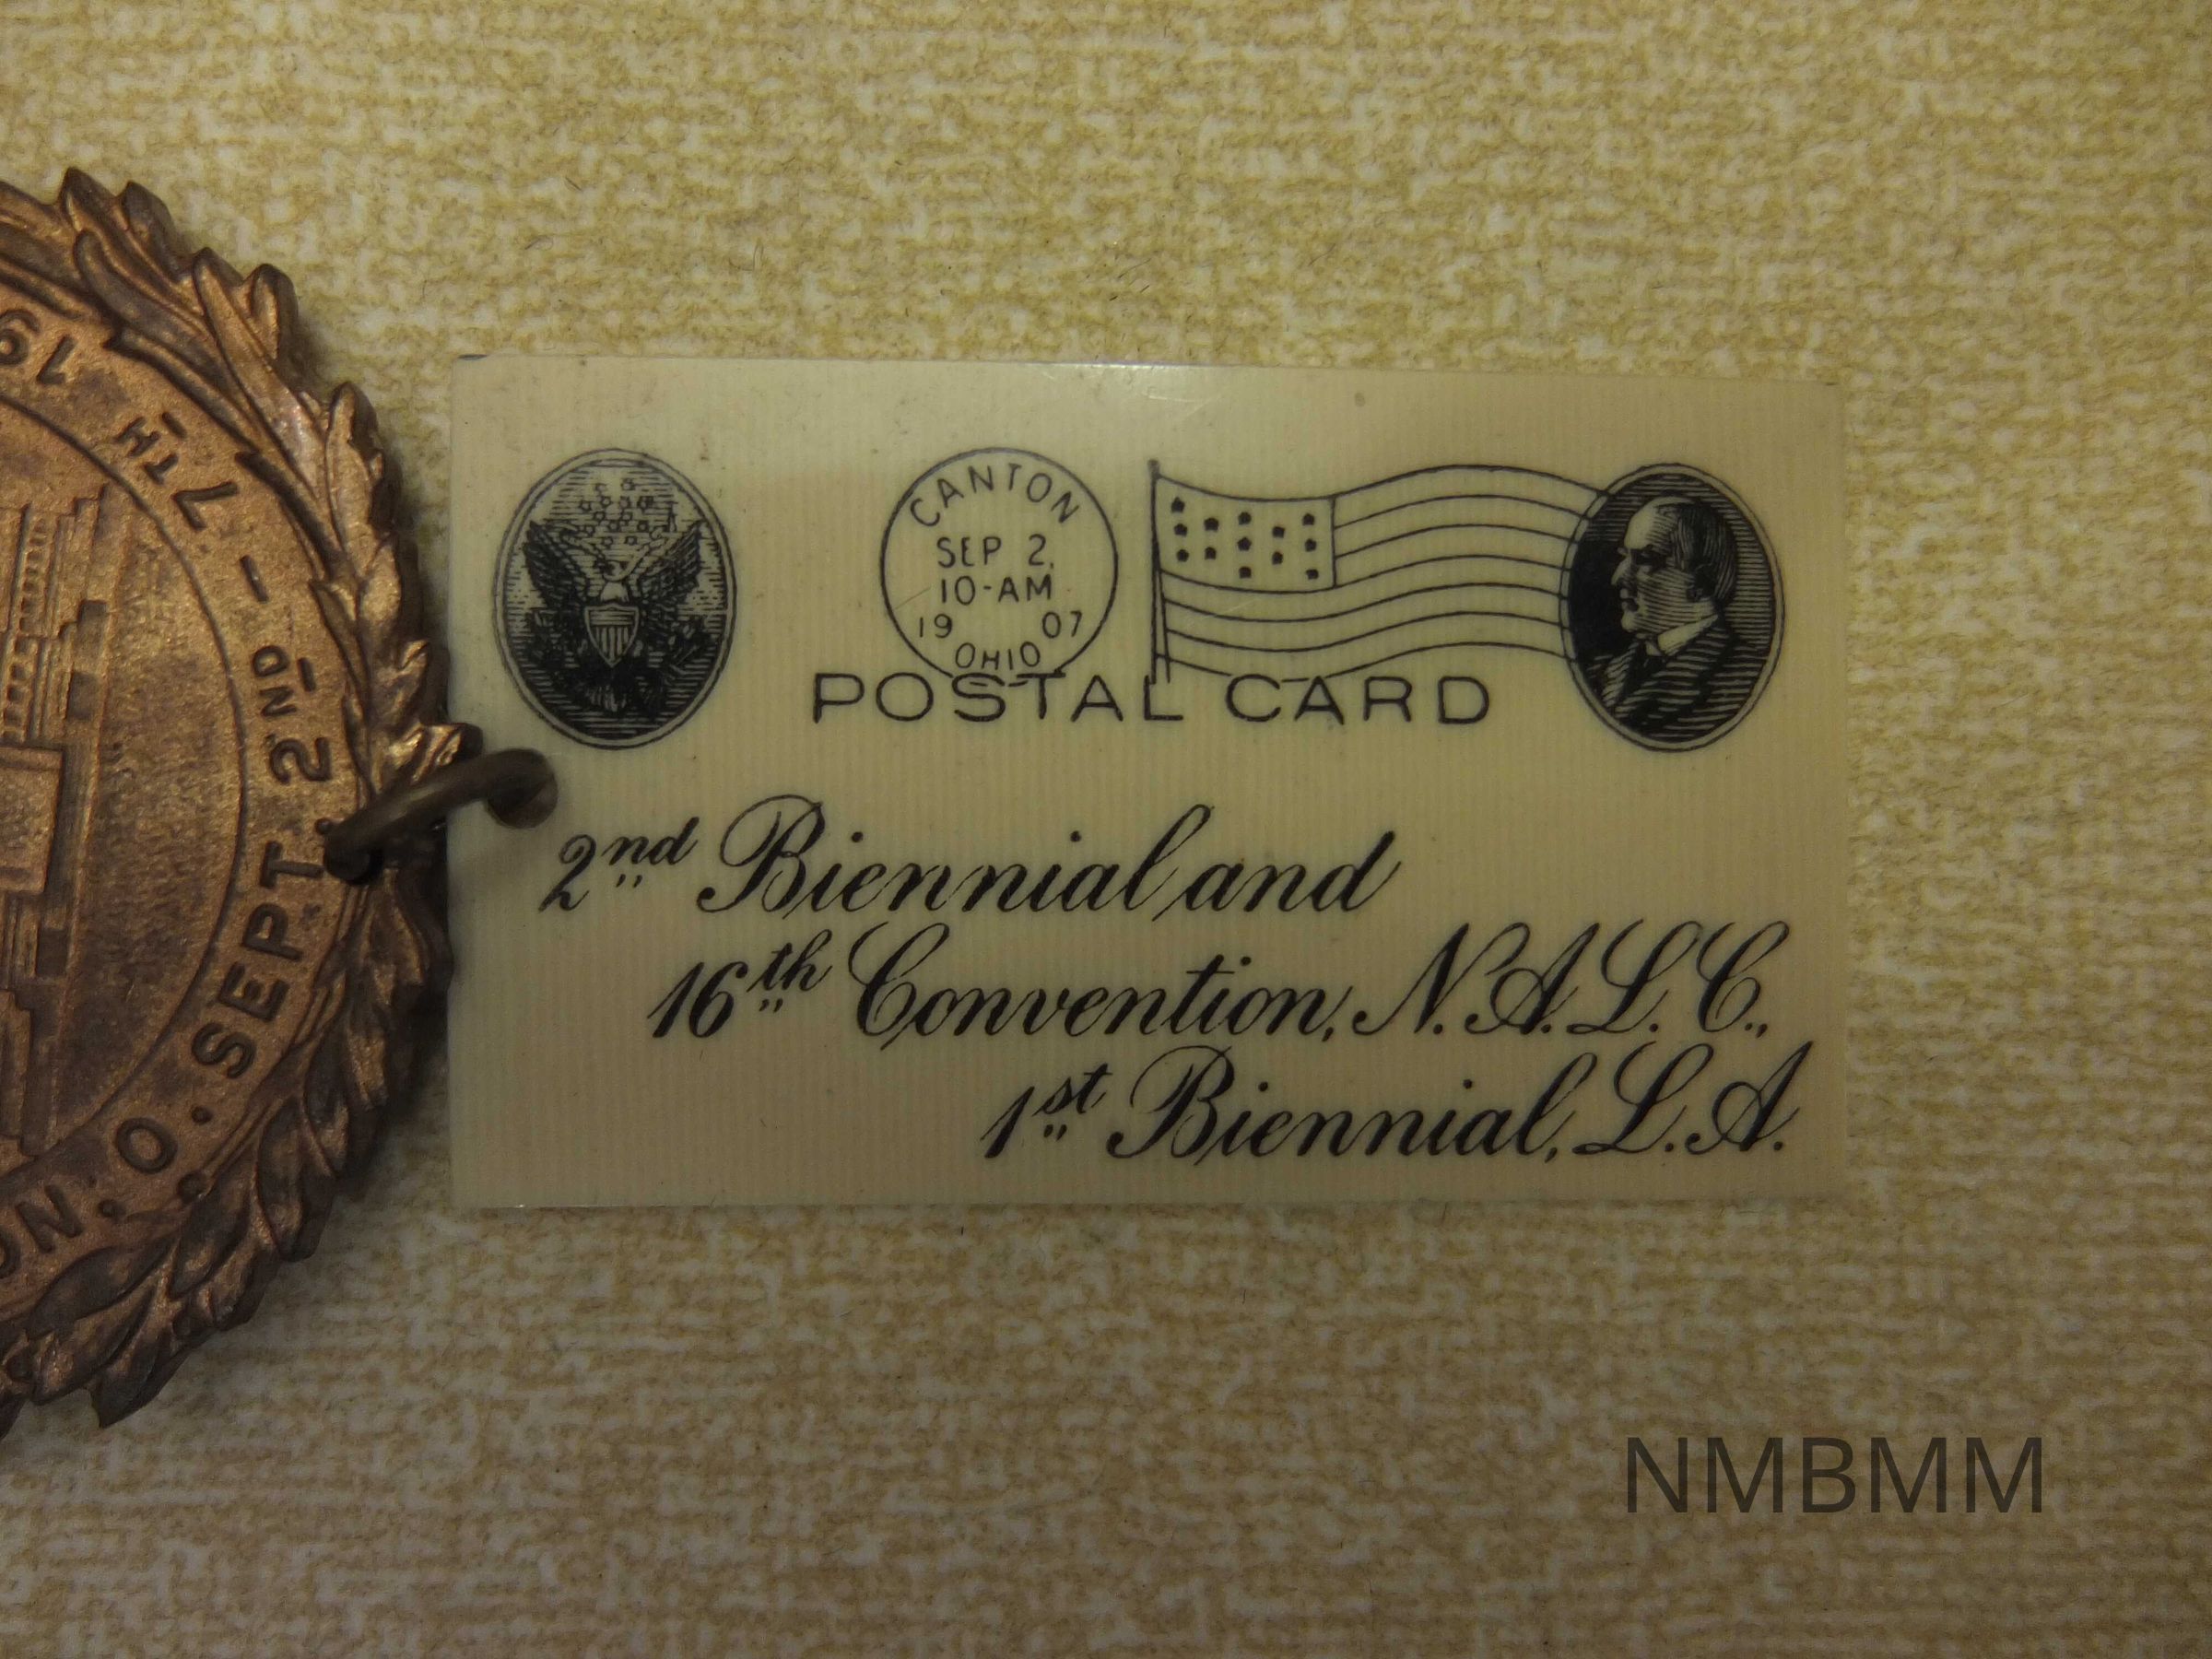 CANTON
SEP 2.
10-AM
19 07
OHIO
POSTAL CARD
2nd Biennial and
16th Convention, N.A.L.C.,
1st Biennial, L.A.
O. SEPT. 2ND - 7TH
NMBMM